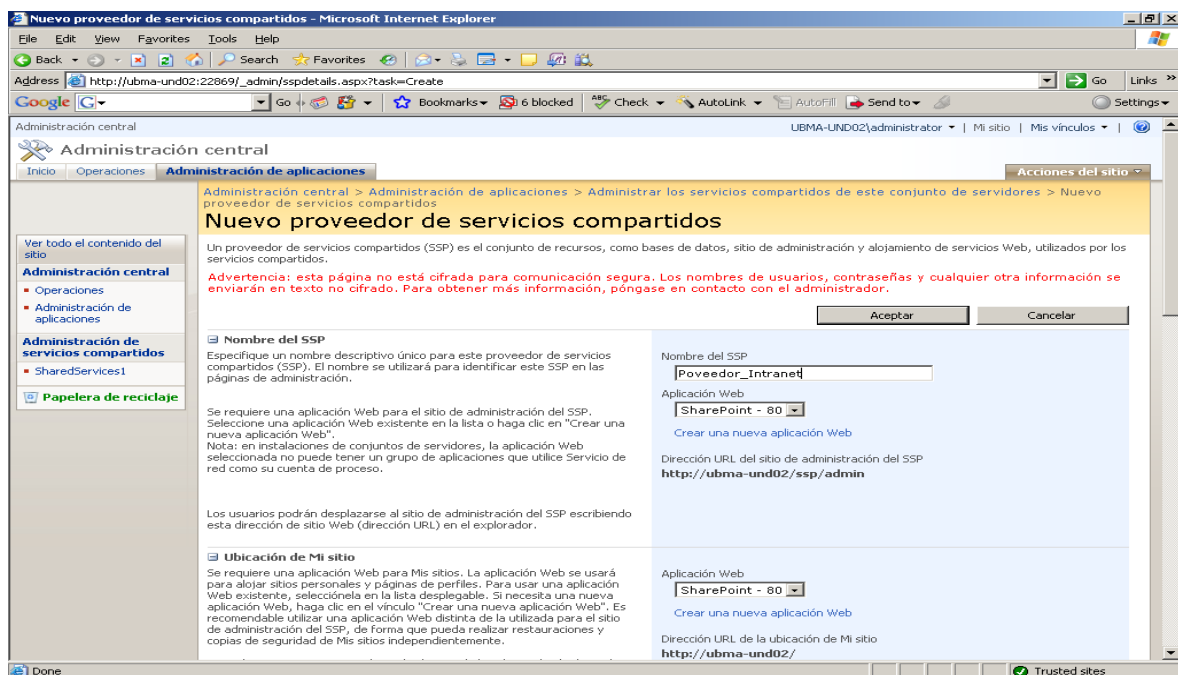 Nuevo proveedor de servicios compartidos - Microsoft Internet Explorer
File Edit View Favorites Tools Help
Back Search Favorites
Address http://ubma-und02:22869/_admin/sspdetails.aspx?task=Create Go Links »
Google G Go Bookmarks 6 blocked ABC Check AutoLink AutoFill Send to Settings
Administración central UBMA-UND02\administrator | Mi sitio | Mis vínculos |
Administración central
Inicio Operaciones Administración de aplicaciones Acciones del sitio
Administración central > Administración de aplicaciones > Administrar los servicios compartidos de este conjunto de servidores > Nuevo
proveedor de servicios compartidos
Nuevo proveedor de servicios compartidos
Ver todo el contenido del
sitio
Administración central
Operaciones
Administración de
aplicaciones
Administración de
servicios compartidos
SharedServices1
Papelera de reciclaje
Un proveedor de servicios compartidos (SSP) es el conjunto de recursos, como bases de datos, sitio de administración y alojamiento de servicios Web, utilizados por los
servicios compartidos.
Advertencia: esta página no está cifrada para comunicación segura. Los nombres de usuarios, contraseñas y cualquier otra información se
enviarán en texto no cifrado. Para obtener más información, póngase en contacto con el administrador.
Aceptar Cancelar
Nombre del SSP
Especifique un nombre descriptivo único para este proveedor de servicios
compartidos (SSP). El nombre se utilizará para identificar este SSP en las
páginas de administración.
Se requiere una aplicación Web para el sitio de administración del SSP.
Seleccione una aplicación Web existente en la lista o haga clic en "Crear una
nueva aplicación Web".
Nota: en instalaciones de conjuntos de servidores, la aplicación Web
seleccionada no puede tener un grupo de aplicaciones que utilice Servicio de
red como su cuenta de proceso.
Los usuarios podrán desplazarse al sitio de administración del SSP escribiendo
esta dirección de sitio Web (dirección URL) en el explorador.
Nombre del SSP
Poveedor_Intranet
Aplicación Web
SharePoint - 80
Crear una nueva aplicación Web
Dirección URL del sitio de administración del SSP
http://ubma-und02/ssp/admin
Ubicación de Mi sitio
Se requiere una aplicación Web para Mis sitios. La aplicación Web se usará
para alojar sitios personales y páginas de perfiles. Para usar una aplicación
Web existente, selecciónela en la lista desplegable. Si necesita una nueva
aplicación Web, haga clic en el vínculo "Crear una nueva aplicación Web". Es
recomendable utilizar una aplicación Web distinta de la utilizada para el sitio
de administración del SSP, de forma que pueda realizar restauraciones y
copias de seguridad de Mis sitios independientemente.
Aplicación Web
SharePoint - 80
Crear una nueva aplicación Web
Dirección URL de la ubicación de Mi sitio
http://ubma-und02/
Done Trusted sites